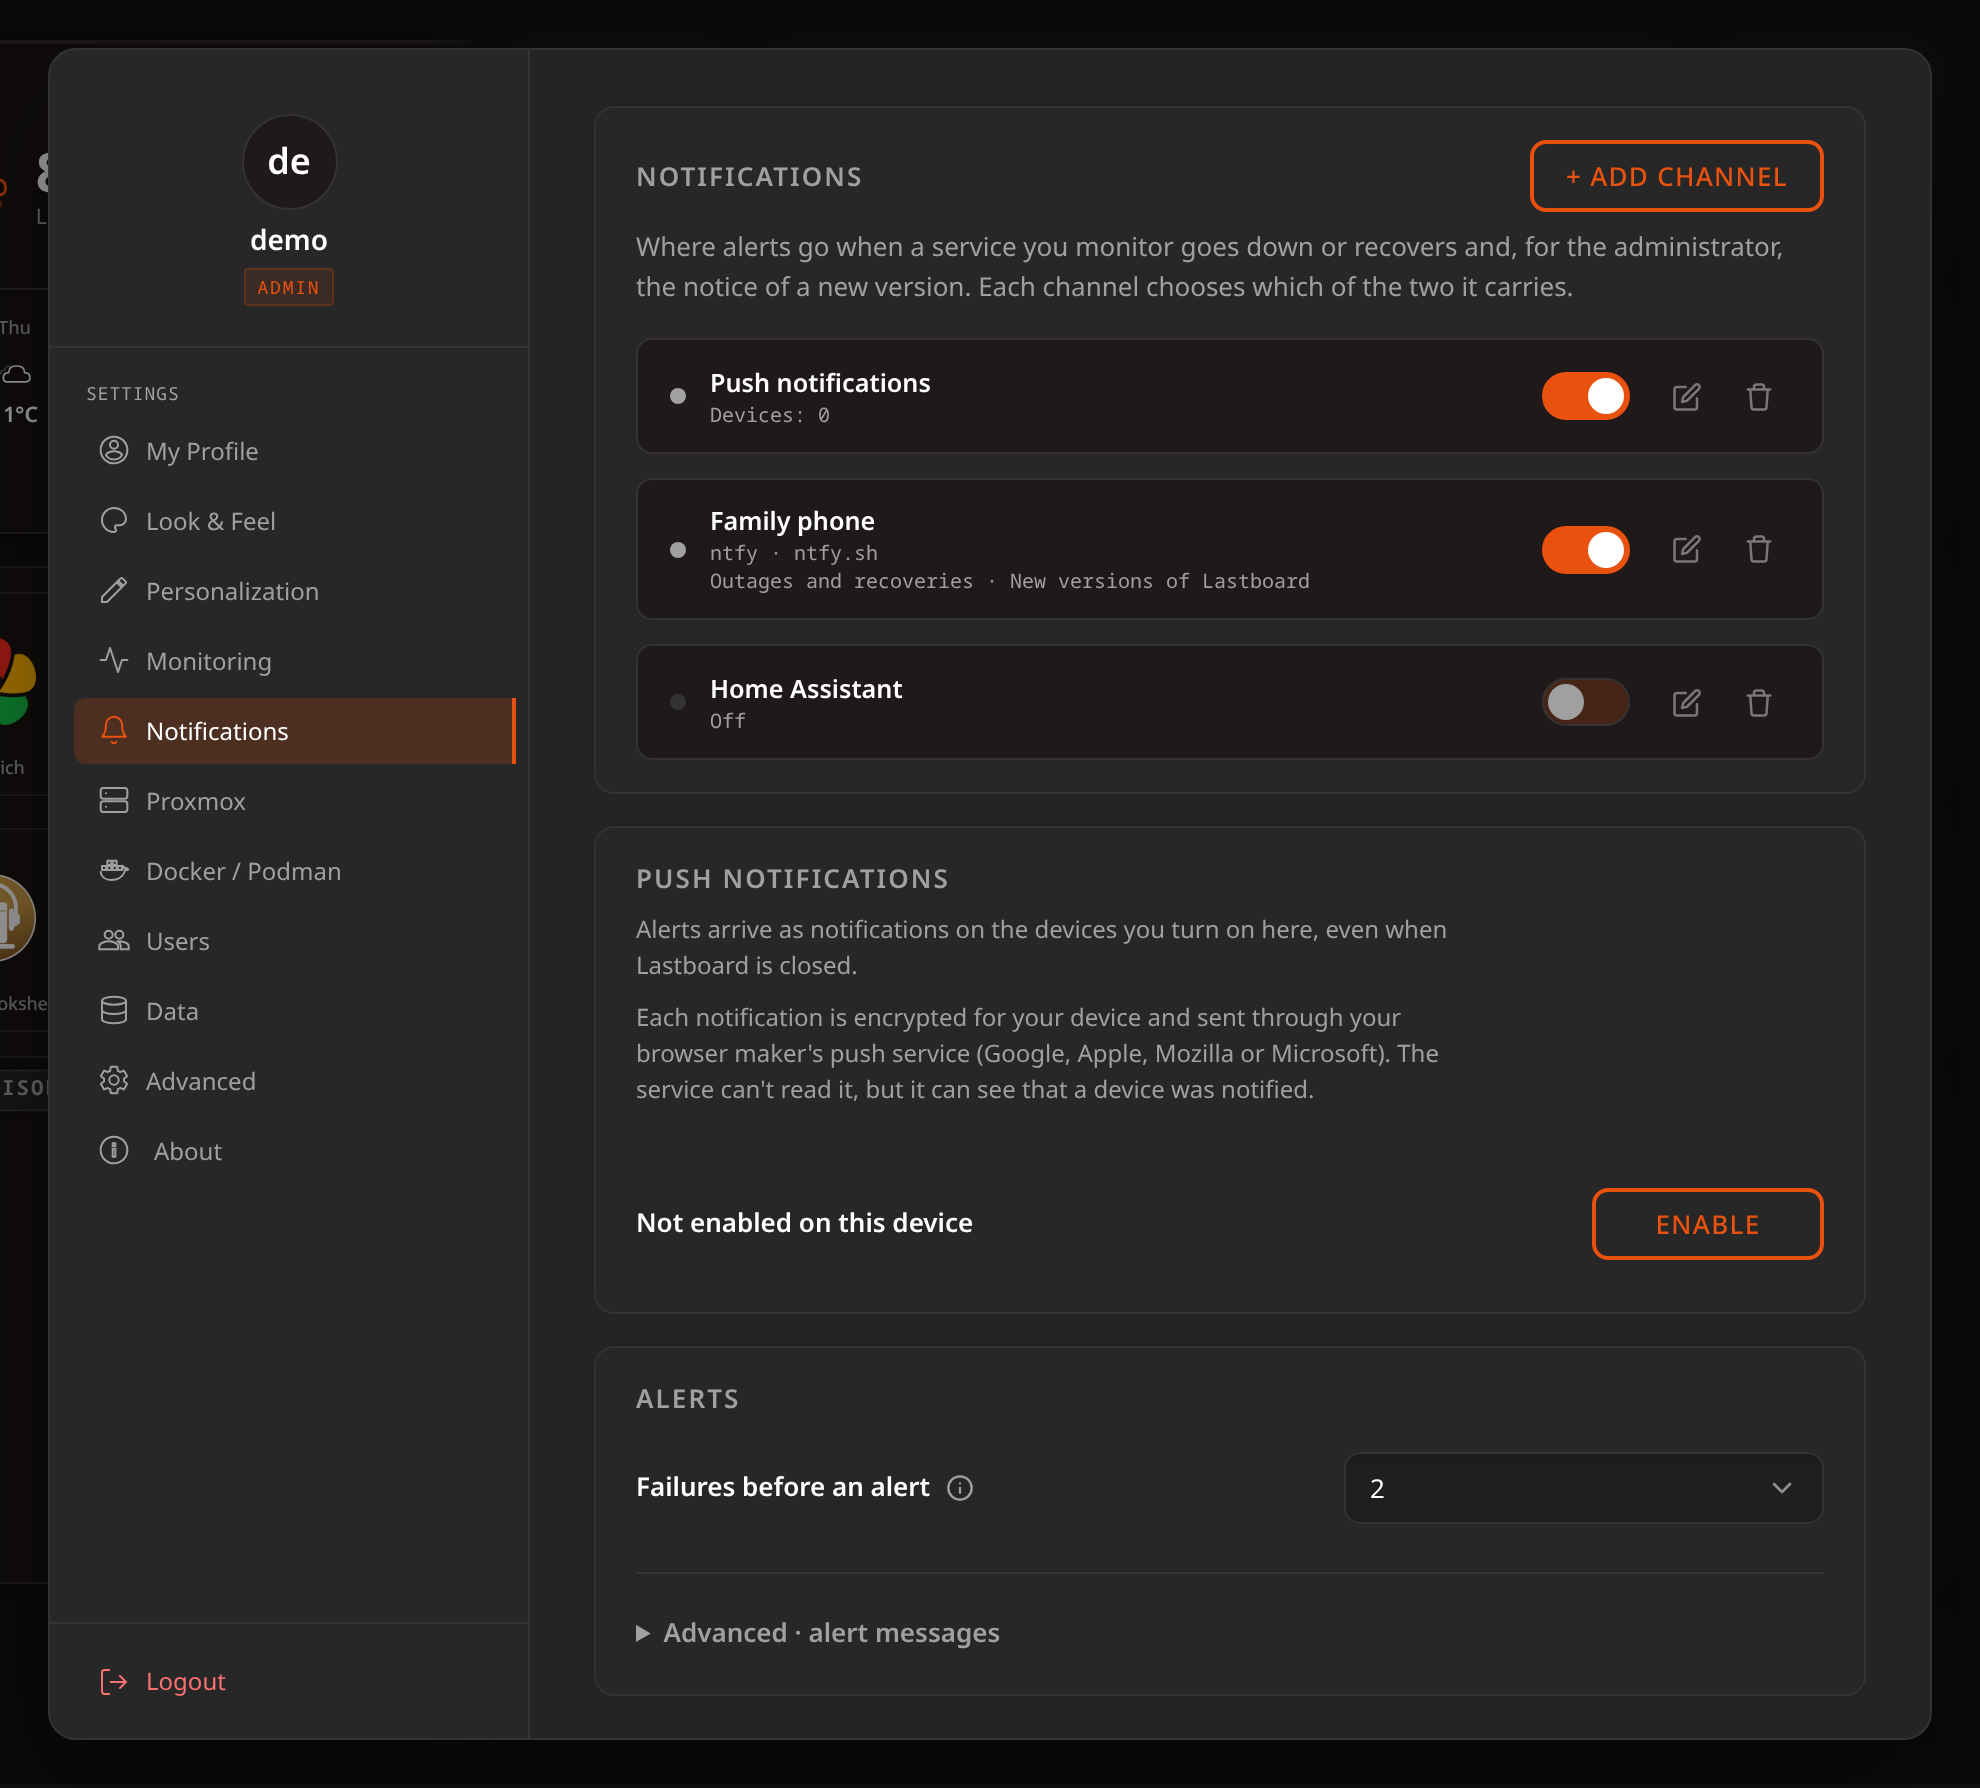 de
demo
ADMIN
SETTINGS
My Profile
Look & Feel
Personalization
Monitoring
Notifications
Proxmox
Docker / Podman
Users
Data
Advanced
About
Logout
Thu
1°C
NOTIFICATIONS
+ ADD CHANNEL
Where alerts go when a service you monitor goes down or recovers and, for the administrator,
the notice of a new version. Each channel chooses which of the two it carries.
Push notifications
Devices: 0
Family phone
ntfy · ntfy.sh
Outages and recoveries · New versions of Lastboard
Home Assistant
Off
PUSH NOTIFICATIONS
Alerts arrive as notifications on the devices you turn on here, even when
Lastboard is closed.
Each notification is encrypted for your device and sent through your
browser maker's push service (Google, Apple, Mozilla or Microsoft). The
service can't read it, but it can see that a device was notified.
Not enabled on this device
ENABLE
ALERTS
Failures before an alert
2
Advanced · alert messages